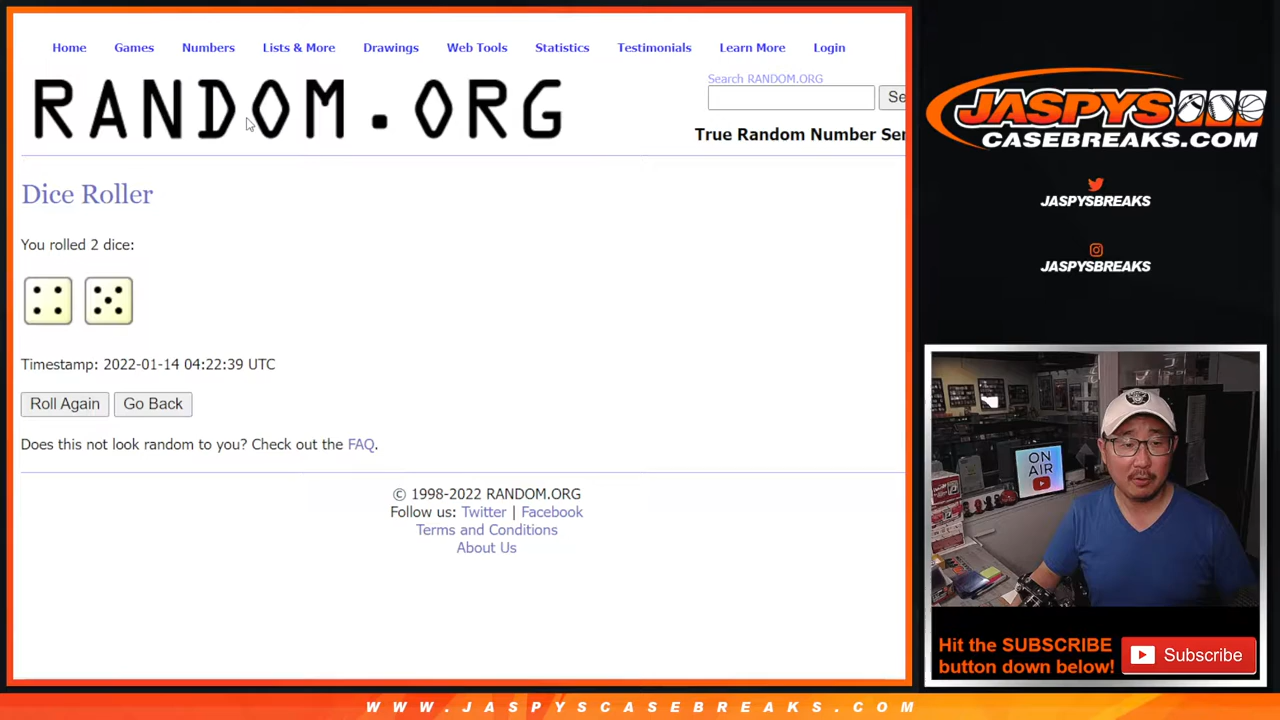 Home Games Numbers Lists & More Drawings Web Tools Statistics Testimonials Learn More Login
RANDOM.ORG
Search RANDOM.ORG
True Random Number Ser
Dice Roller
You rolled 2 dice:
Timestamp: 2022-01-14 04:22:39 UTC
Roll Again Go Back
Does this not look random to you? Check out the FAQ.
© 1998-2022 RANDOM.ORG
Follow us: Twitter | Facebook
Terms and Conditions
About Us
JASPYS
CASEBREAKS.COM
JASPYSBREAKS
JASPYSBREAKS
ON
AIR
Hit the SUBSCRIBE
button down below!
Subscribe
WWW.JASPYSCASEBREAKS.COM